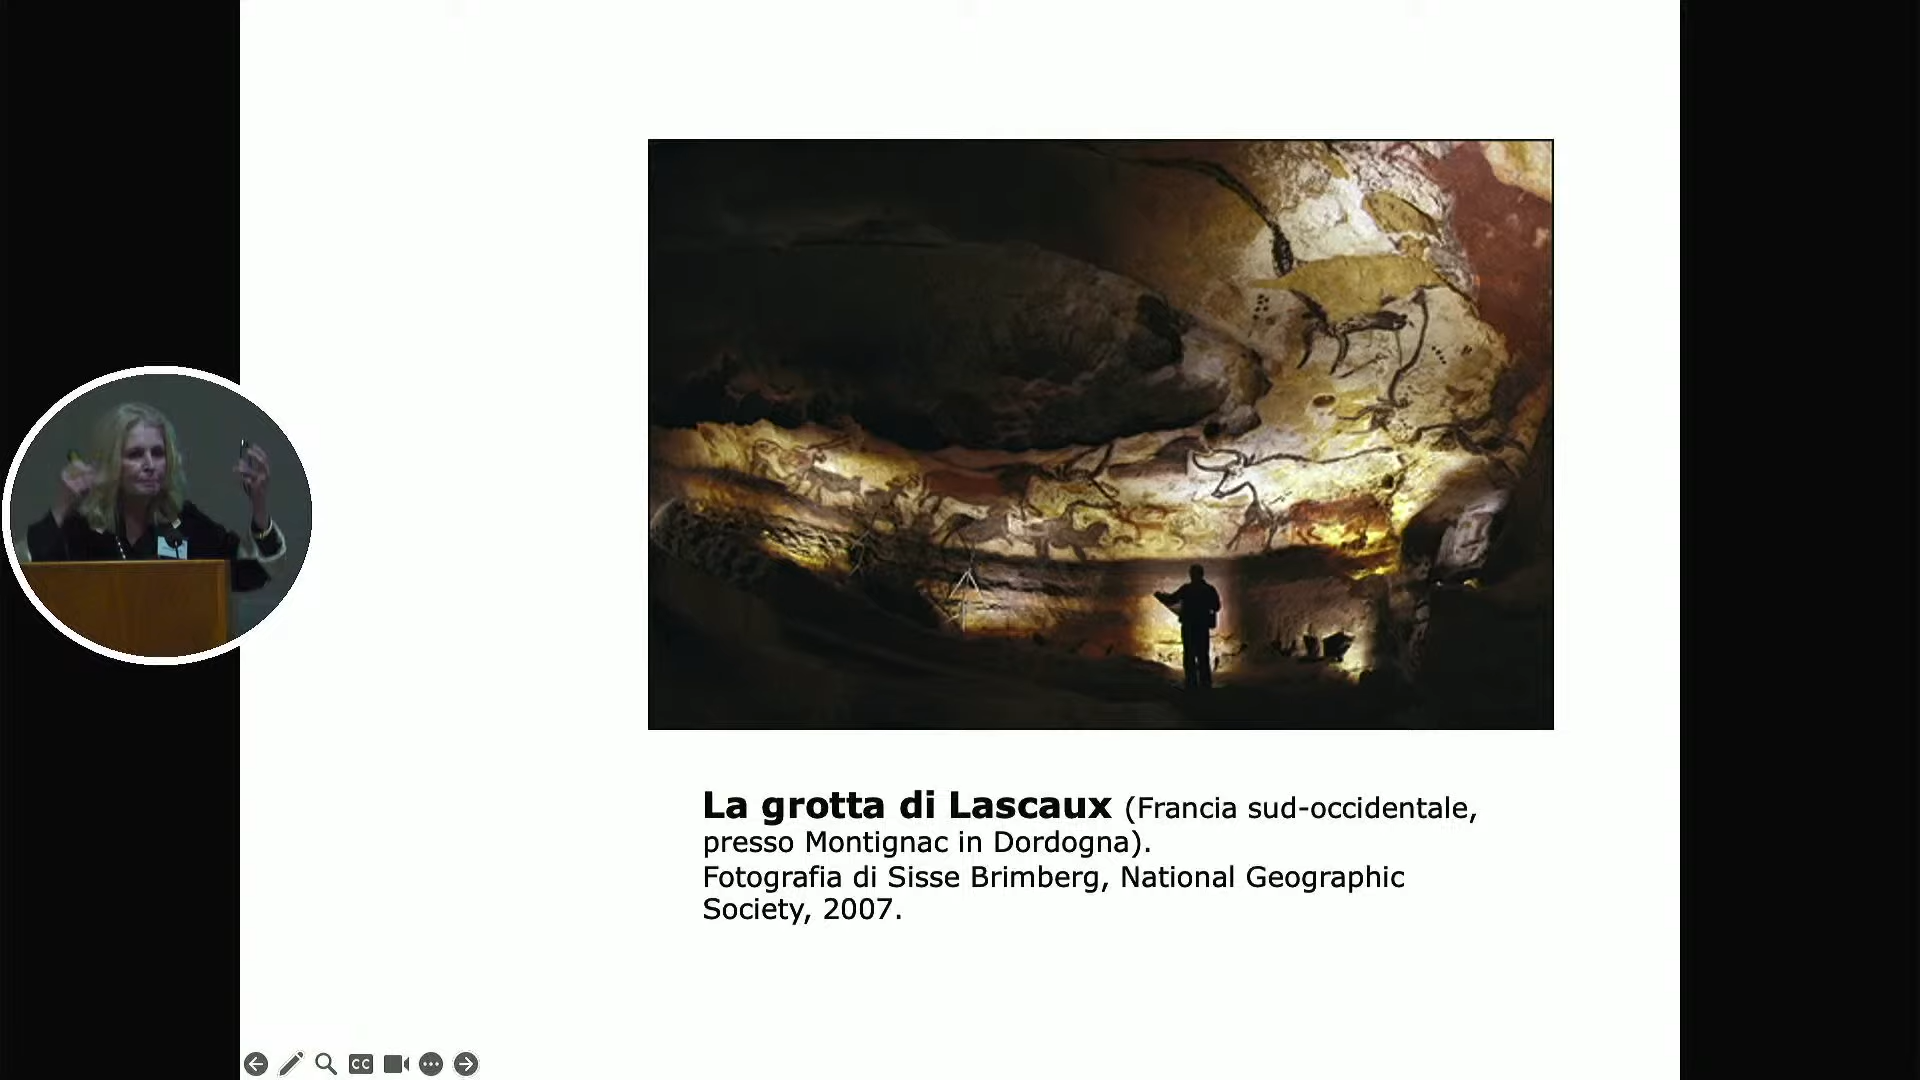 La grotta di Lascaux (Francia sud-occidentale,
presso Montignac in Dordogna).
Fotografia di Sisse Brimberg, National Geographic
Society, 2007.
CC